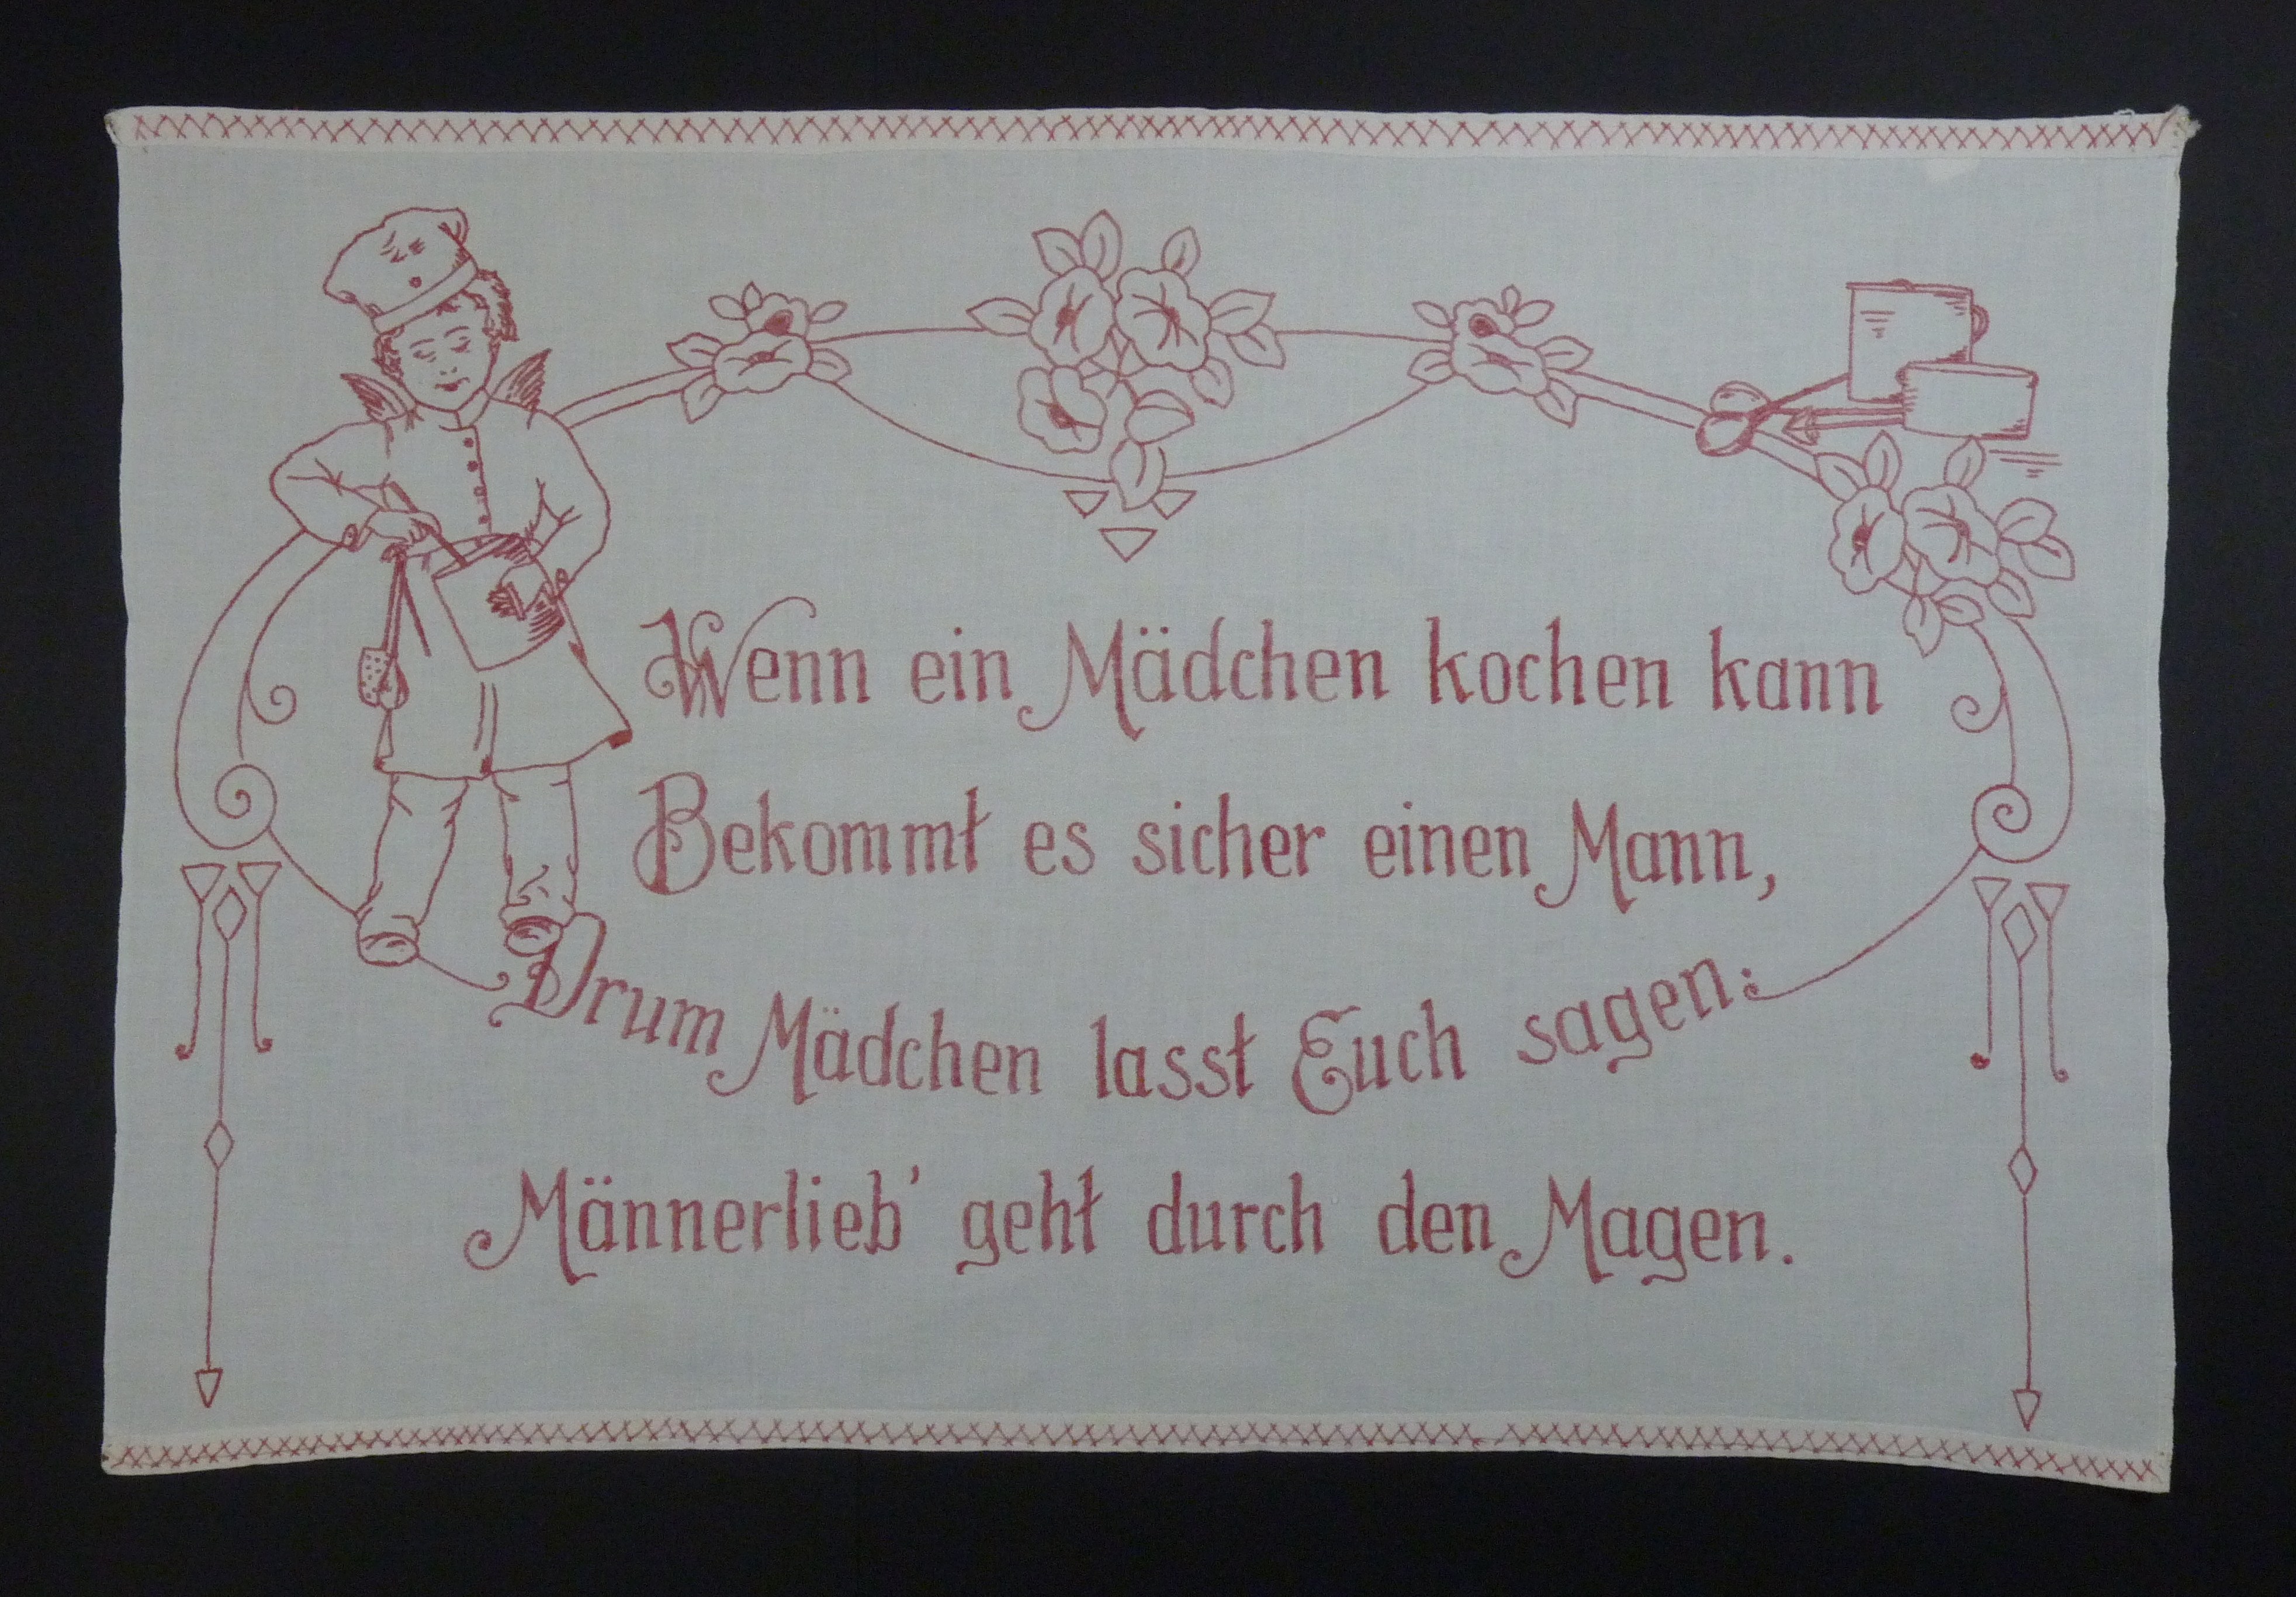 Wenn ein Mädchen kochen kann
Bekommt es sicher einen Mann,
Drum Mädchen lasst Euch sagen:
Männerlieb' geht durch den Magen.